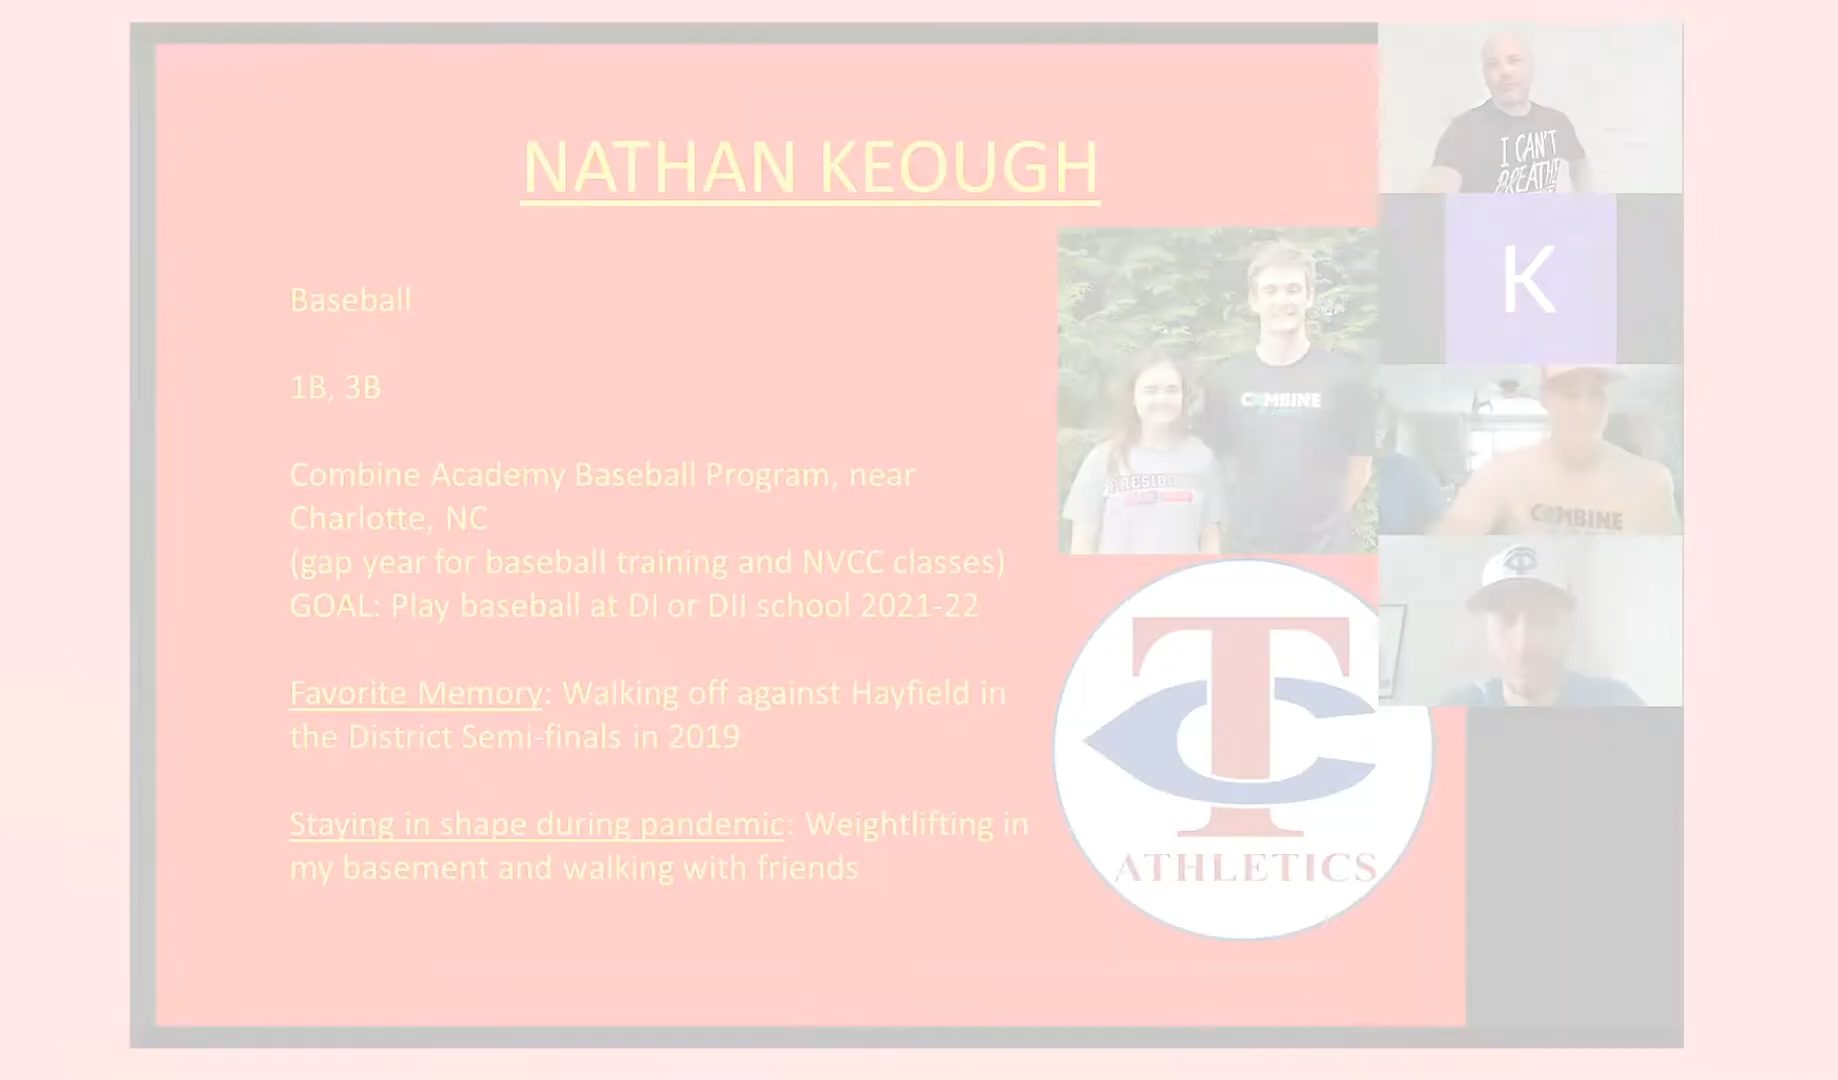 NATHAN KEOUGH
Baseball
1B, 3B
Combine Academy Baseball Program, near
Charlotte, NC
(gap year for baseball training and NVCC classes)
GOAL: Play baseball at DI or DII school 2021-22
Favorite Memory: Walking off against Hayfield in
the District Semi-finals in 2019
Staying in shape during pandemic: Weightlifting in
my basement and walking with friends
COMBINE
TC
ATHLETICS
I CAN'T
BREATHE
K
COMBINE
TC